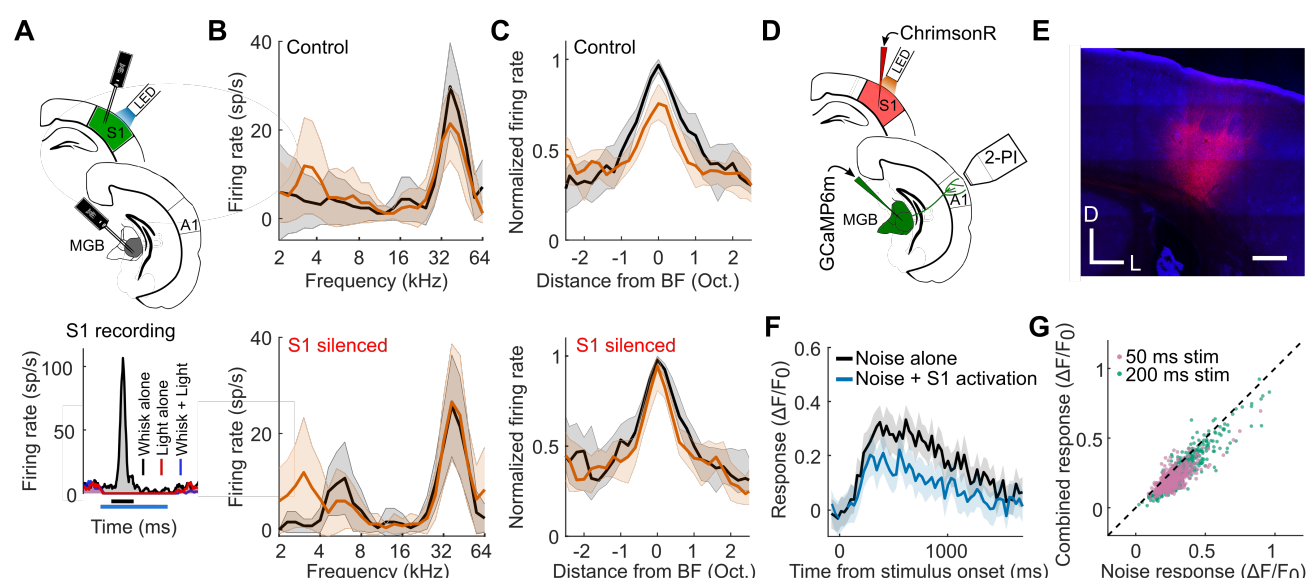 A
LED
S1
A1
MGB
S1 recording
Firing rate (sp/s)
100
50
0
Whisk alone
Light alone
Whisk + Light
Time (ms)
B
Control
Firing rate (sp/s)
40
20
0
2 4 8 16 32 64
Frequency (kHz)
S1 silenced
Firing rate (sp/s)
40
20
0
2 4 8 16 32 64
Frequency (kHz)
C
Control
Normalized firing rate
1
0.5
0
-2 -1 0 1 2
Distance from BF (Oct.)
S1 silenced
Normalized firing rate
1
0.5
0
-2 -1 0 1 2
Distance from BF (Oct.)
D
ChrimsonR
LED
S1
2-PI
A1
MGB
GCaMP6m
E
D
L
F
Noise alone
Noise + S1 activation
Response (ΔF/F0)
0.6
0.4
0.2
0
0 1000
Time from stimulus onset (ms)
G
50 ms stim
200 ms stim
Combined response (ΔF/F0)
1
0.5
0
0 0.5 1
Noise response (ΔF/F0)